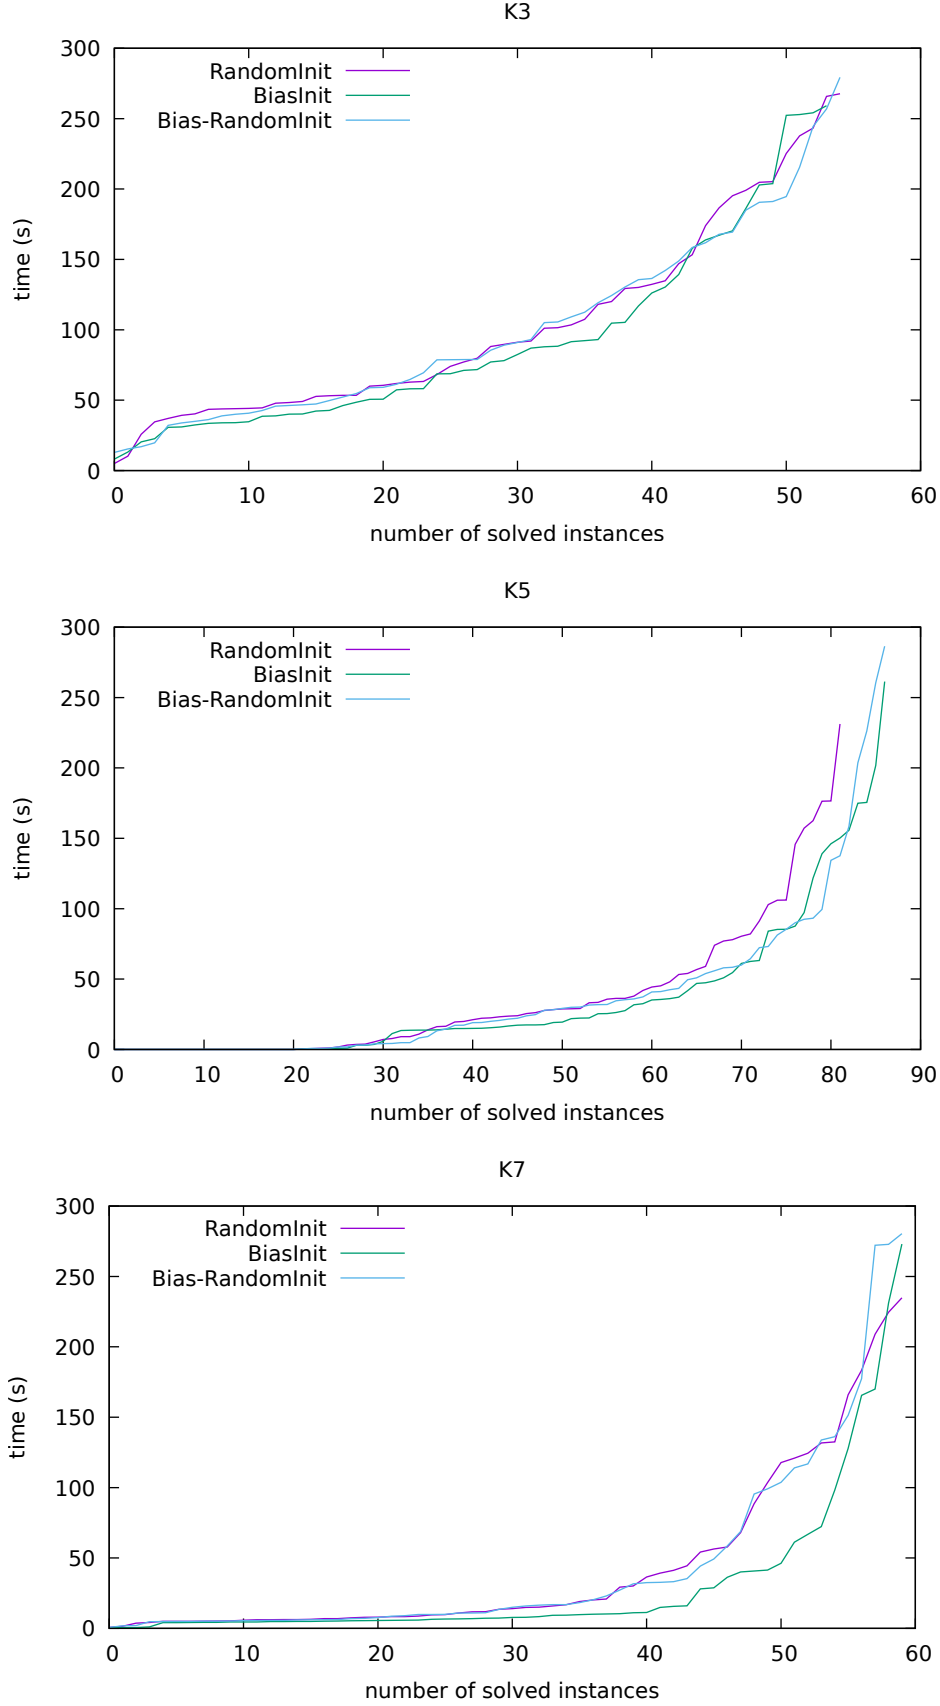 K3
300
250
200
150
100
50
0
0 10 20 30 40 50 60
time (s)
number of solved instances
RandomInit
BiasInit
Bias-RandomInit
K5
300
250
200
150
100
50
0
0 10 20 30 40 50 60 70 80 90
time (s)
number of solved instances
RandomInit
BiasInit
Bias-RandomInit
K7
300
250
200
150
100
50
0
0 10 20 30 40 50 60
time (s)
number of solved instances
RandomInit
BiasInit
Bias-RandomInit